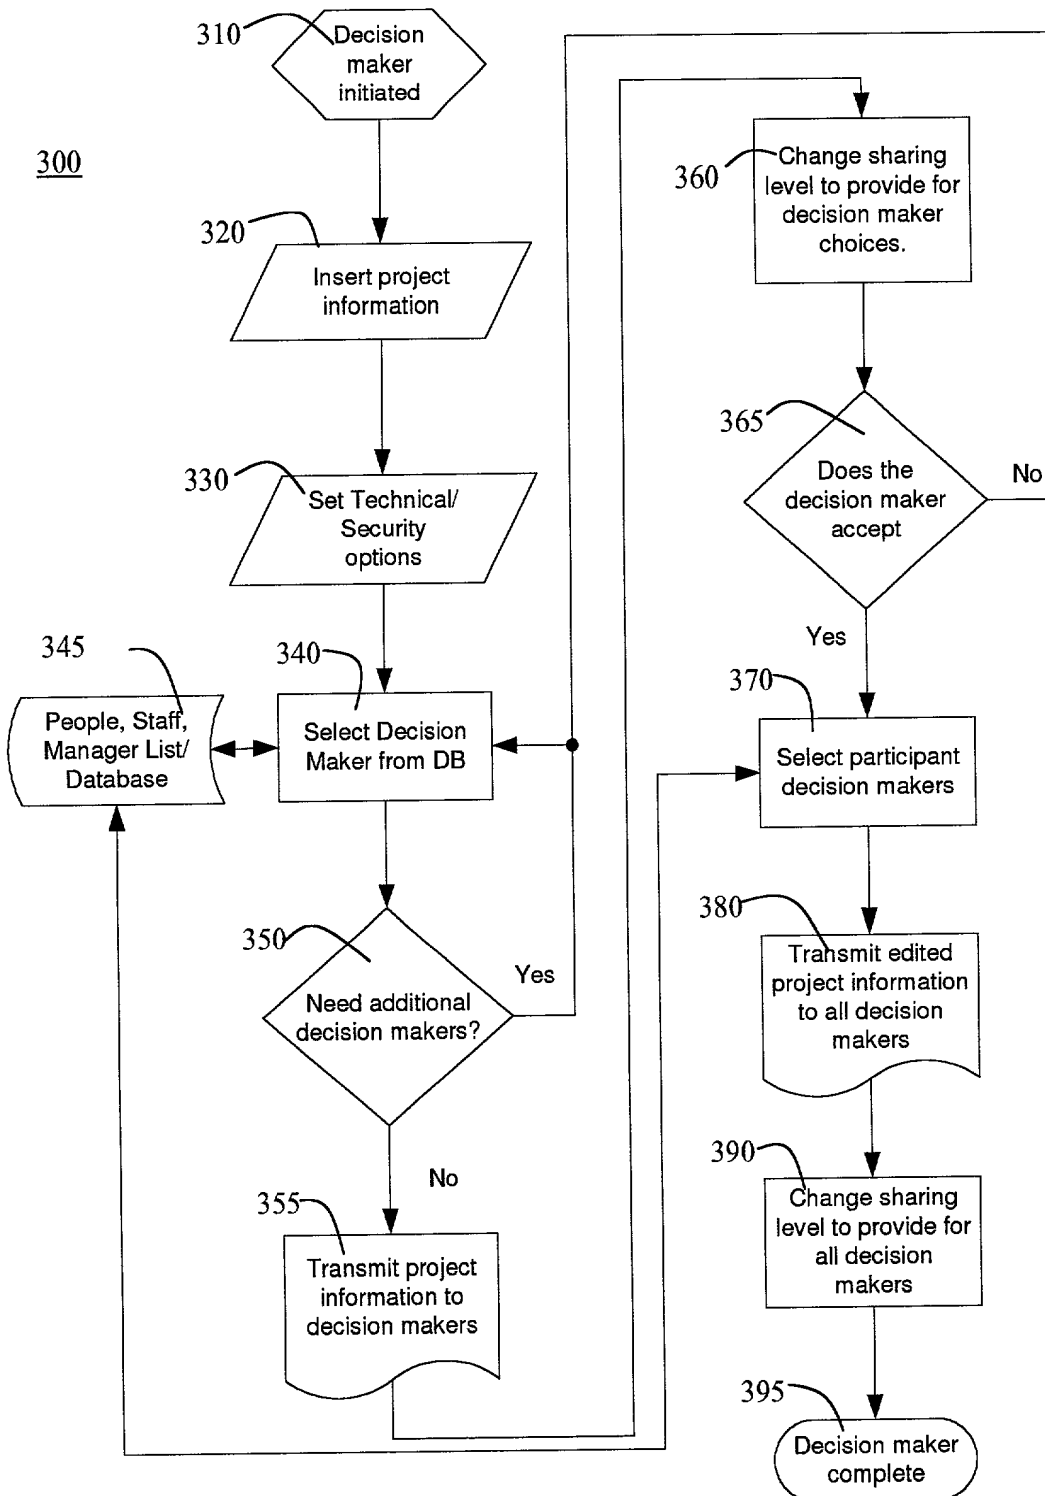 300
310
Decision
maker
initiated
320
Insert project
information
330
Set Technical/
Security
options
345
People, Staff,
Manager List/
Database
340
Select Decision
Maker from DB
350
Need additional
decision makers?
Yes
No
355
Transmit project
information to
decision makers
360
Change sharing
level to provide for
decision maker
choices.
365
Does the
decision maker
accept
No
Yes
370
Select participant
decision makers
380
Transmit edited
project information
to all decision
makers
390
Change sharing
level to provide for
all decision
makers
395
Decision maker
complete